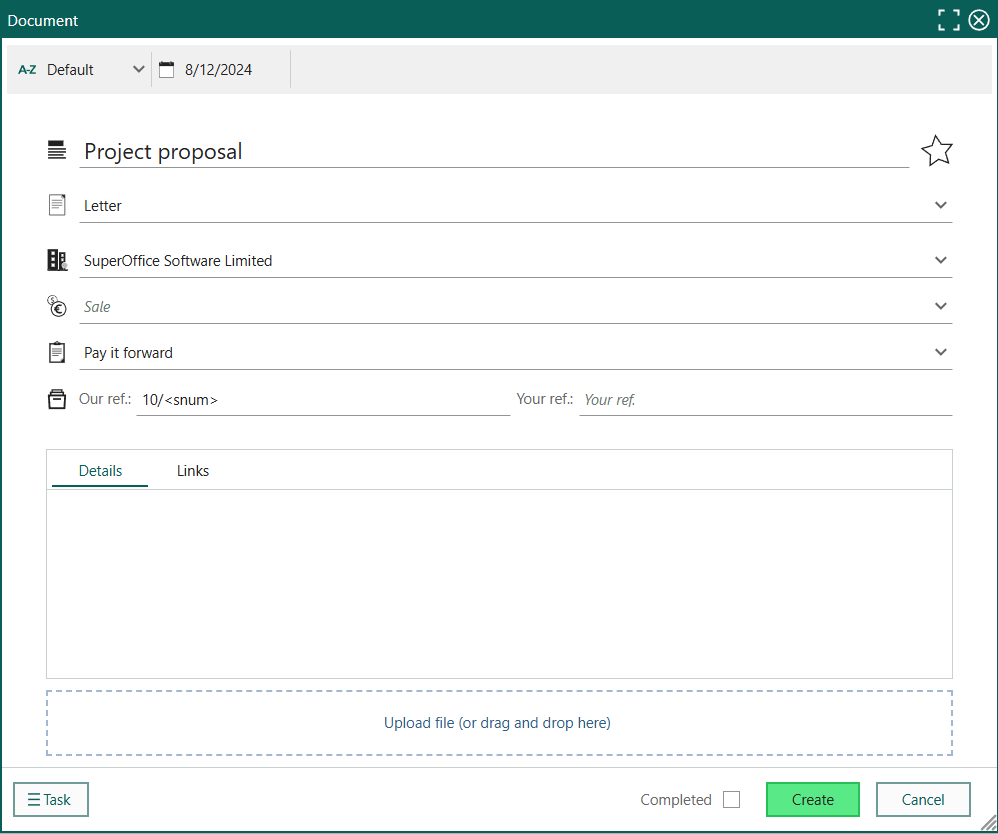 Document
A-Z Default 8/12/2024
Project proposal
Letter
SuperOffice Software Limited
Sale
Pay it forward
Our ref.: 10/<snum> Your ref.: Your ref.
Details Links
Upload file (or drag and drop here)
Task Completed Create Cancel